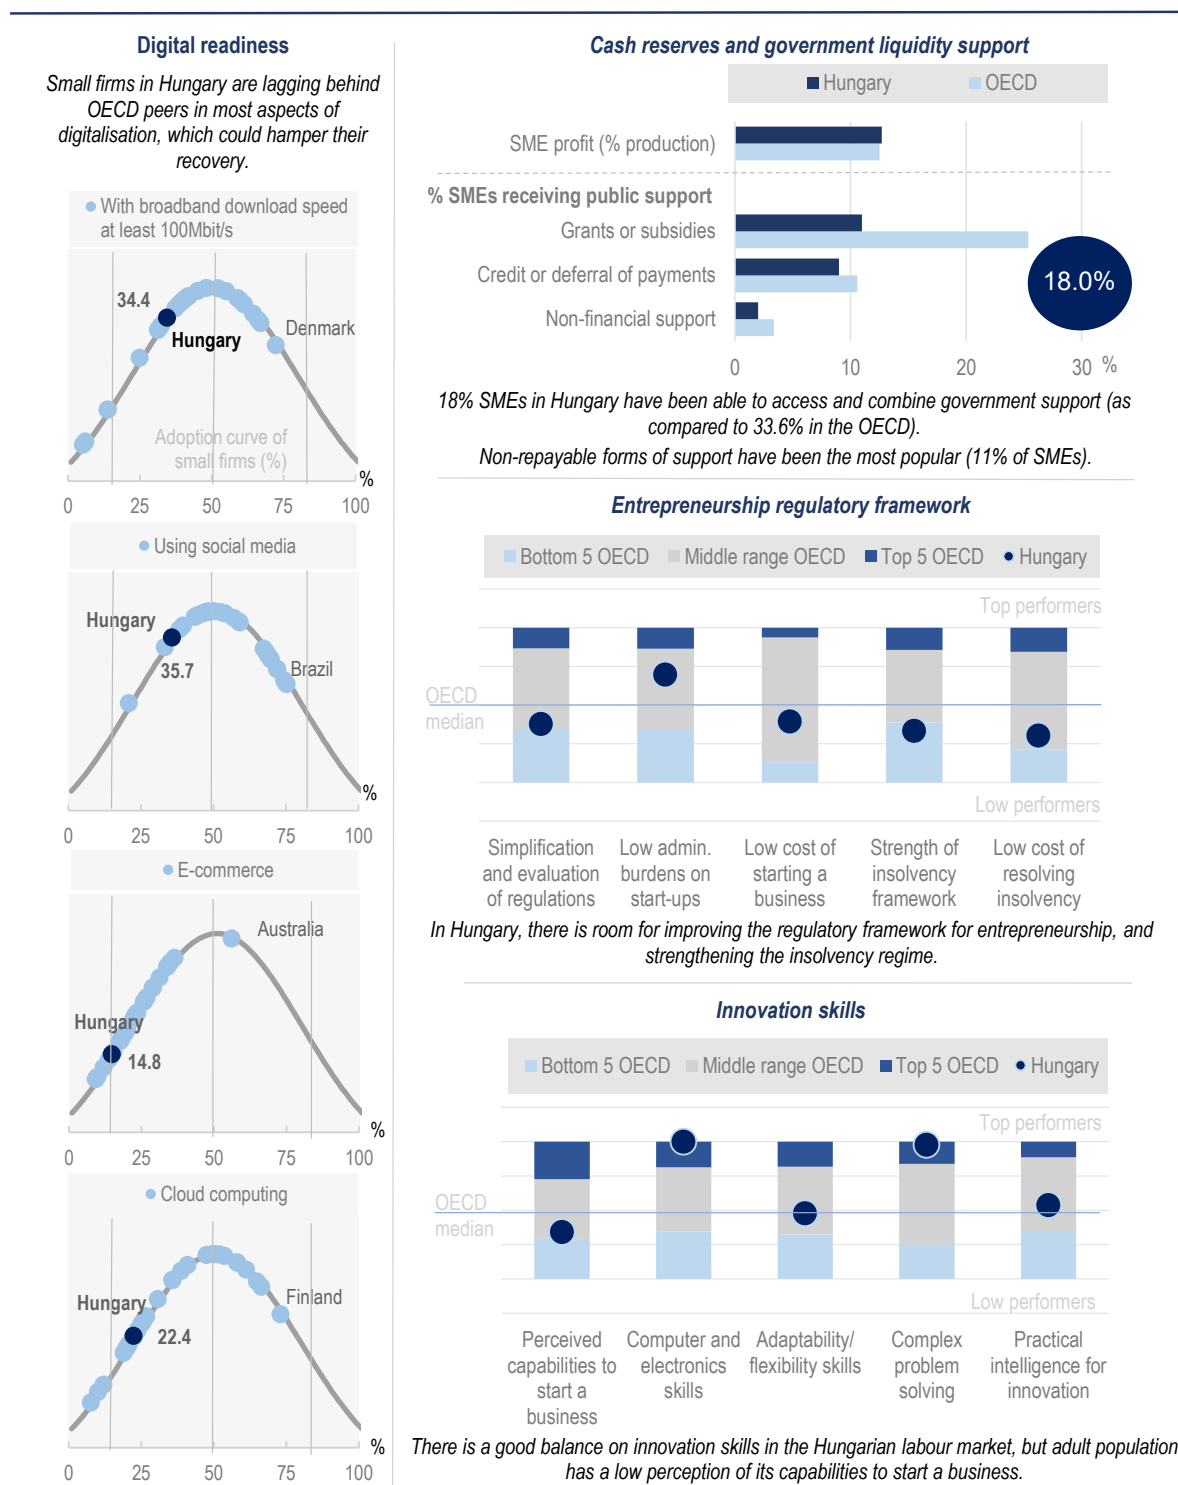 Digital readiness
Small firms in Hungary are lagging behind
OECD peers in most aspects of
digitalisation, which could hamper their
recovery.
With broadband download speed
at least 100Mbit/s
34.4
Hungary
Denmark
Adoption curve of
small firms (%)
%
0 25 50 75 100
Using social media
Hungary
35.7
Brazil
%
0 25 50 75 100
E-commerce
Australia
Hungary
14.8
%
0 25 50 75 100
Cloud computing
Hungary
22.4
Finland
%
0 25 50 75 100
Cash reserves and government liquidity support
Hungary OECD
SME profit (% production)
% SMEs receiving public support
Grants or subsidies
Credit or deferral of payments
Non-financial support
18.0%
0 10 20 30 %
18% SMEs in Hungary have been able to access and combine government support (as
compared to 33.6% in the OECD).
Non-repayable forms of support have been the most popular (11% of SMEs).
Entrepreneurship regulatory framework
Bottom 5 OECD Middle range OECD Top 5 OECD Hungary
Top performers
OECD
median
Low performers
Simplification
and evaluation
of regulations
Low admin.
burdens on
start-ups
Low cost of
starting a
business
Strength of
insolvency
framework
Low cost of
resolving
insolvency
In Hungary, there is room for improving the regulatory framework for entrepreneurship, and
strengthening the insolvency regime.
Innovation skills
Bottom 5 OECD Middle range OECD Top 5 OECD Hungary
Top performers
OECD
median
Low performers
Perceived
capabilities to
start a
business
Computer and
electronics
skills
Adaptability/
flexibility skills
Complex
problem
solving
Practical
intelligence for
innovation
There is a good balance on innovation skills in the Hungarian labour market, but adult population
has a low perception of its capabilities to start a business.